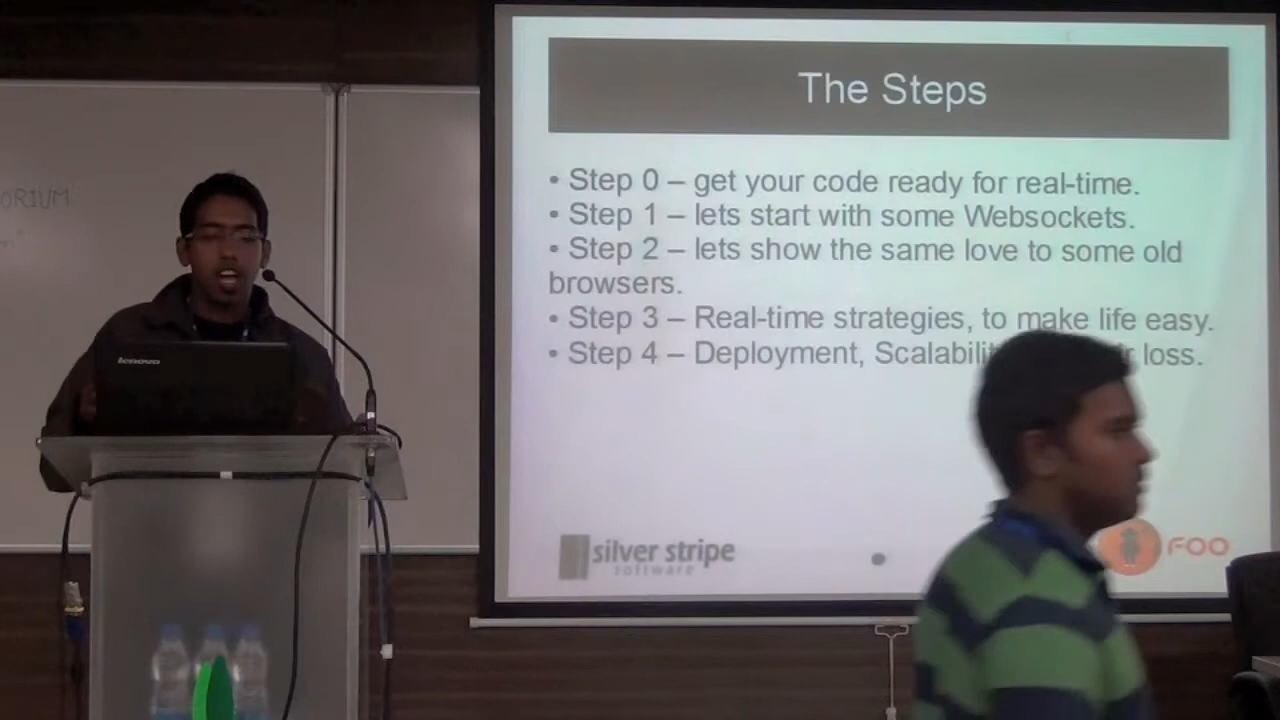 The Steps
• Step 0 – get your code ready for real-time.
• Step 1 – lets start with some Websockets.
• Step 2 – lets show the same love to some old
browsers.
• Step 3 – Real-time strategies, to make life easy.
• Step 4 – Deployment, Scalabili loss.
ORIUM
lenovo
silver stripe
software
FOO